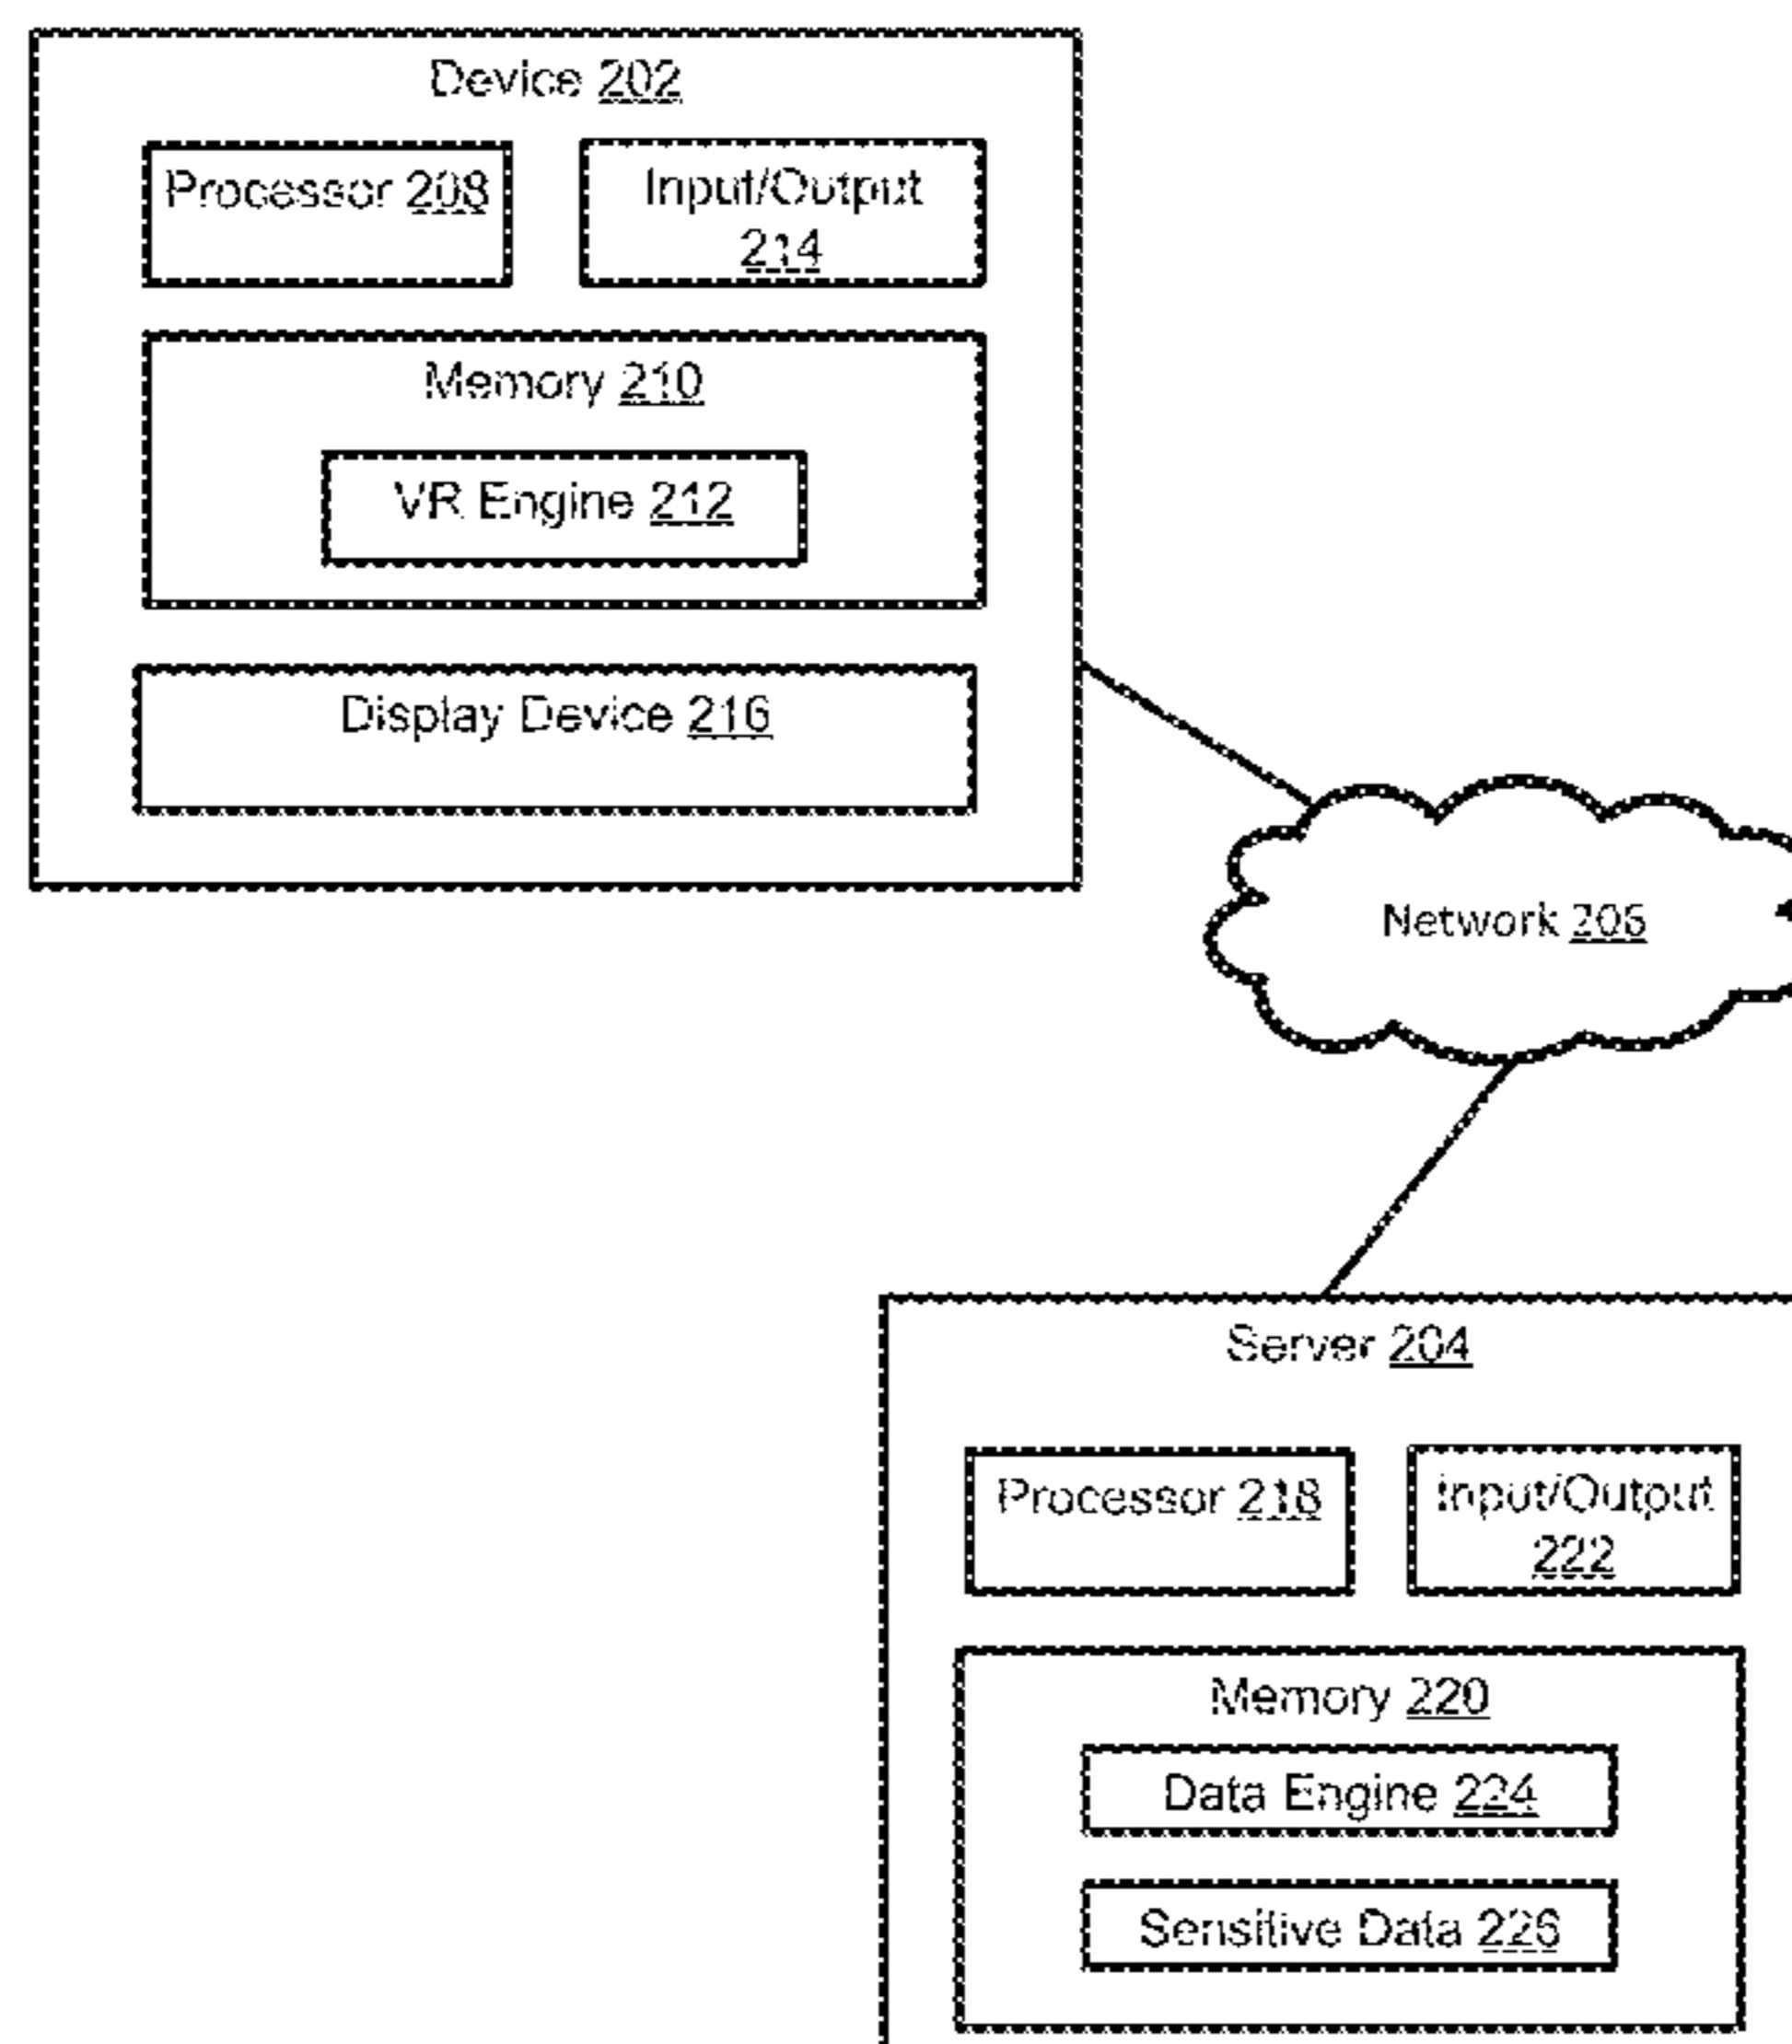 Device 202
Processor 208
Input/Output
214
Memory 210
VR Engine 212
Display Device 216
Network 206
Server 204
Processor 218
Input/Output
222
Memory 220
Data Engine 224
Sensitive Data 226